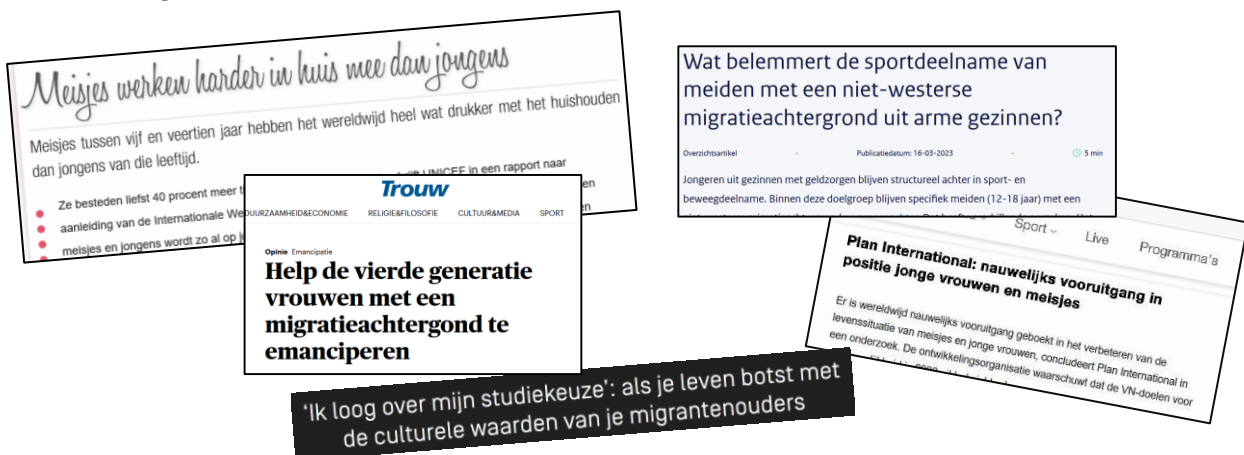 Meisjes werken harder in huis mee dan jongens
Meisjes tussen vijf en veertien jaar hebben het wereldwijd heel wat drukker met het huishouden
dan jongens van die leeftijd.
Ze besteden liefst 40 procent meer
UNICEF in een rapport naar
aanleiding van de Internationale
meisjes en jongens wordt zo al op
Trouw
DUURZAAMHEID&ECONOMIE RELIGIE&FILOSOFIE CULTUUR&MEDIA SPORT
Opinie Emancipatie
Help de vierde generatie
vrouwen met een
migratieachtergond te
emanciperen
Wat belemmert de sportdeelname van
meiden met een niet-westerse
migratieachtergrond uit arme gezinnen?
Overzichtsartikel · Publicatiedatum: 16-03-2023 · 5 min
Jongeren uit gezinnen met geldzorgen blijven structureel achter in sport- en
beweegdeelname. Binnen deze doelgroep blijven specifiek meiden (12-18 jaar) met een
Sport Live Programma's
Plan International: nauwelijks vooruitgang in
positie jonge vrouwen en meisjes
Er is wereldwijd nauwelijks vooruitgang geboekt in het verbeteren van de
levenssituatie van meisjes en jonge vrouwen, concludeert Plan International in
een onderzoek. De ontwikkelingsorganisatie waarschuwt dat de VN-doelen voor
'Ik loog over mijn studiekeuze': als je leven botst met
de culturele waarden van je migrantenouders